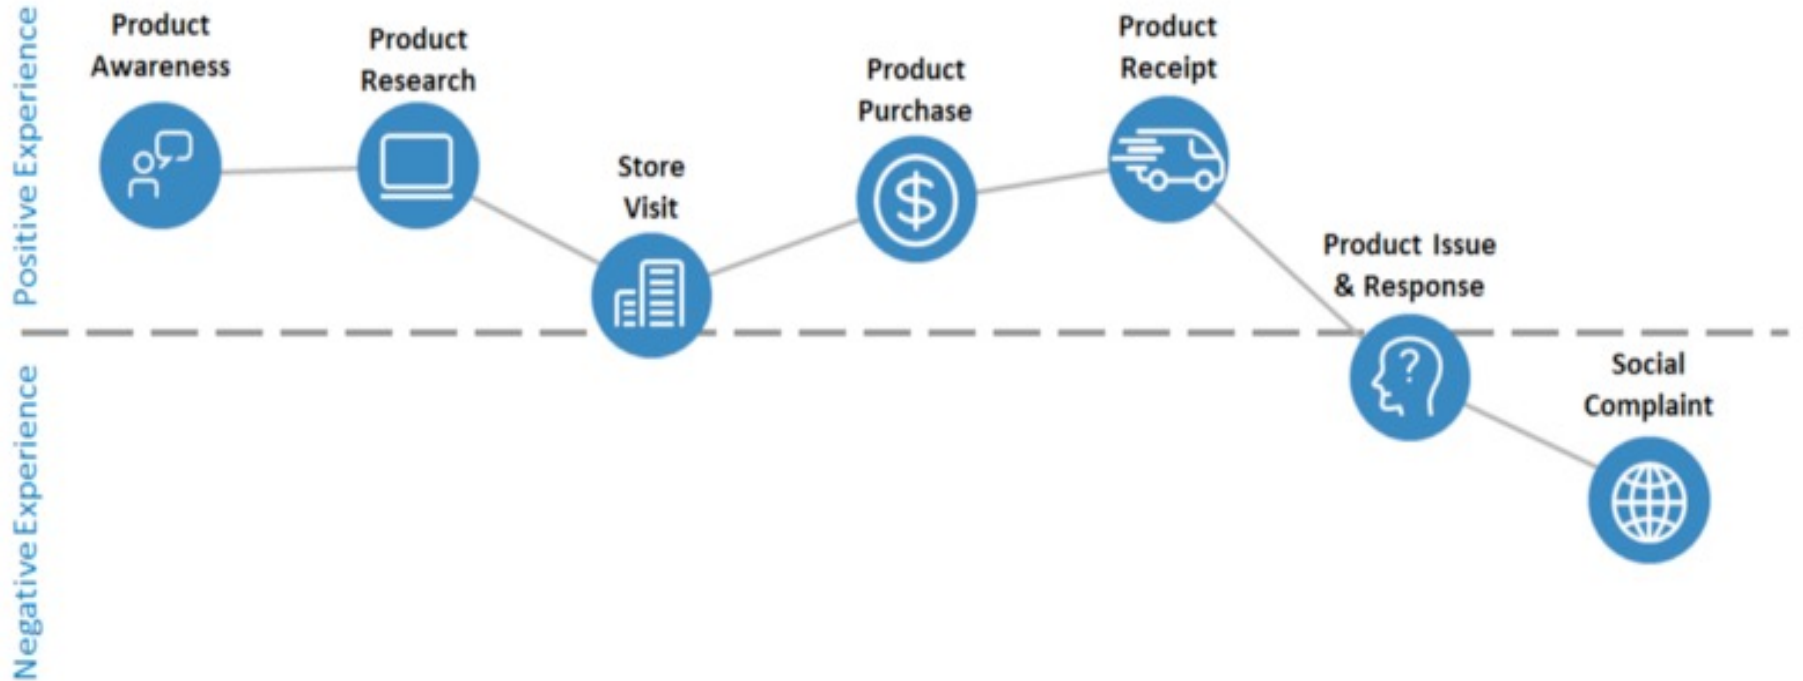 Positive Experience
Negative Experience
Product
Awareness
Product
Research
Store
Visit
Product
Purchase
$
Product
Receipt
Product Issue
& Response
?
Social
Complaint